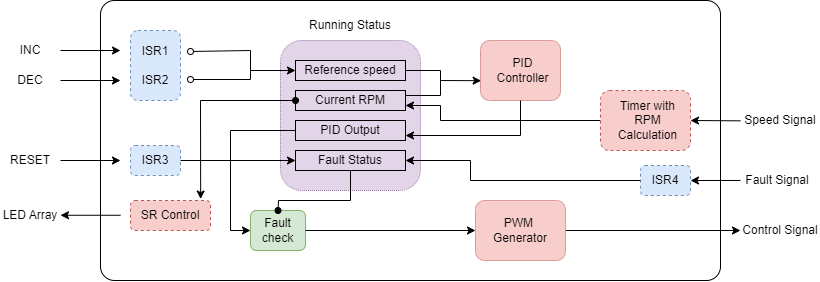 Running Status
INC
ISR1
DEC
ISR2
Reference speed
PID
Controller
Current RPM
Timer with
RPM
Calculation
Speed Signal
PID Output
RESET
ISR3
Fault Status
ISR4
Fault Signal
LED Array
SR Control
Fault
check
PWM
Generator
Control Signal